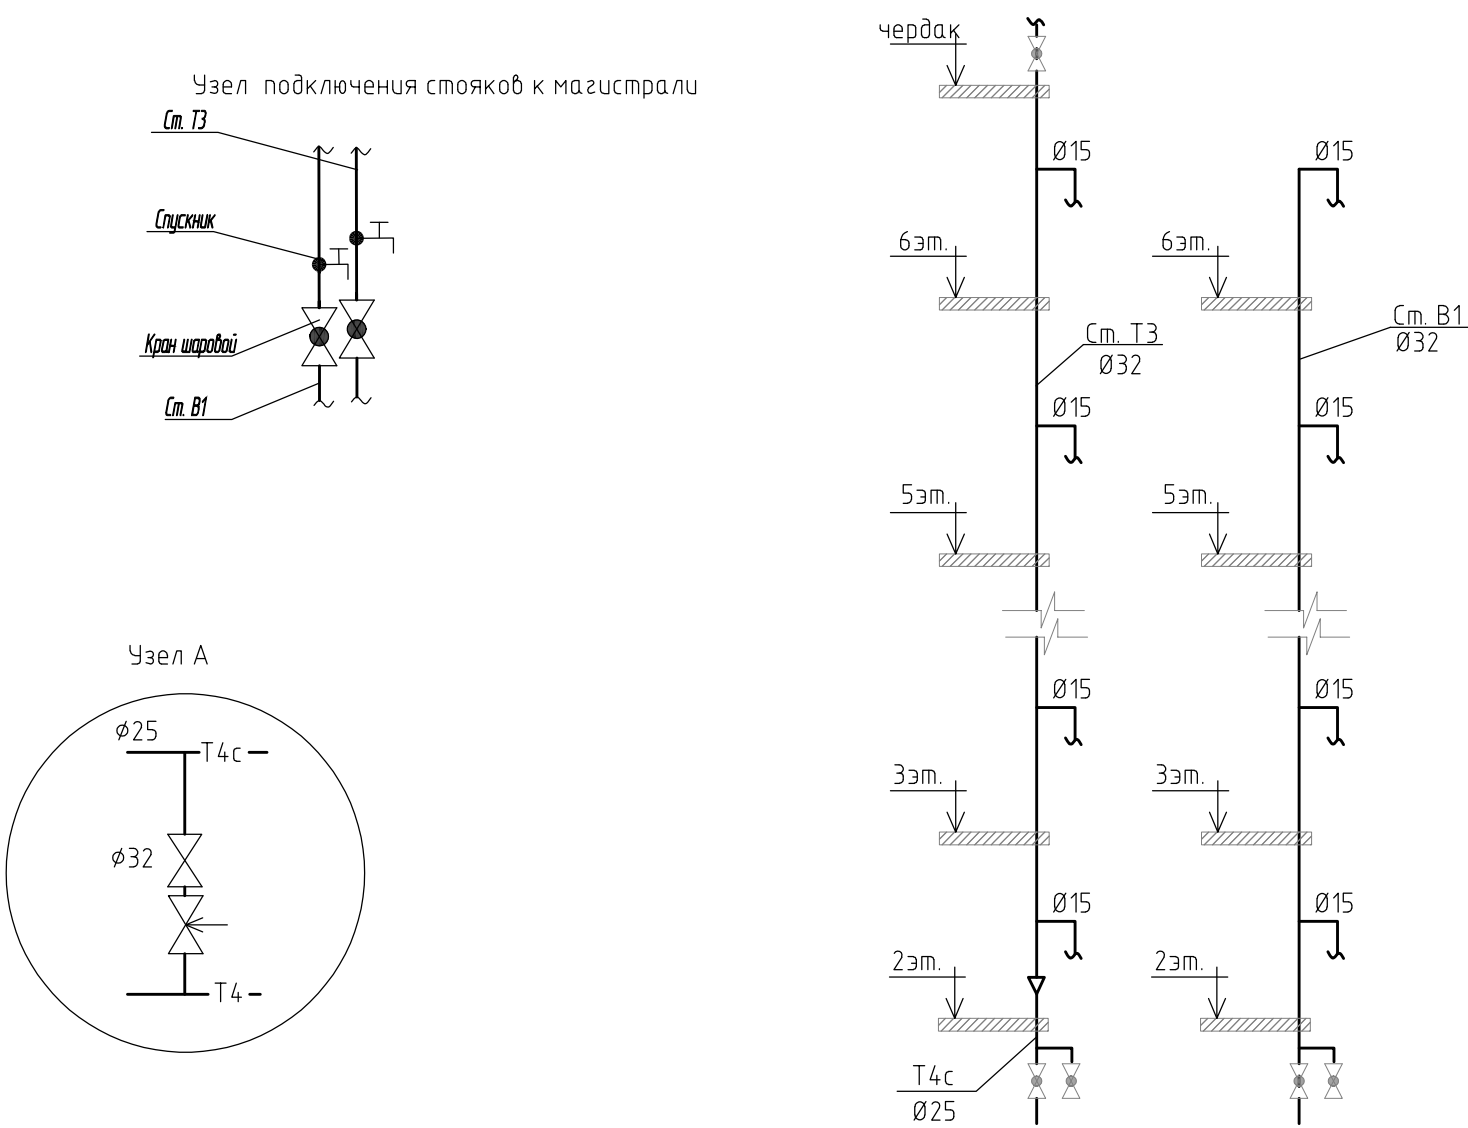 Узел подключения стояков к магистрали
Ст. Т3
Спускник
Кран шаровой
Ст. В1
Узел А
ϕ25
Т4с
ϕ32
Т4
чердак
Ø15
6эт.
Ст. Т3
Ø32
Ø15
5эт.
Ø15
3эт.
Ø15
2эт.
Т4с
Ø25
Ø15
6эт.
Ст. В1
Ø32
Ø15
5эт.
Ø15
3эт.
Ø15
2эт.